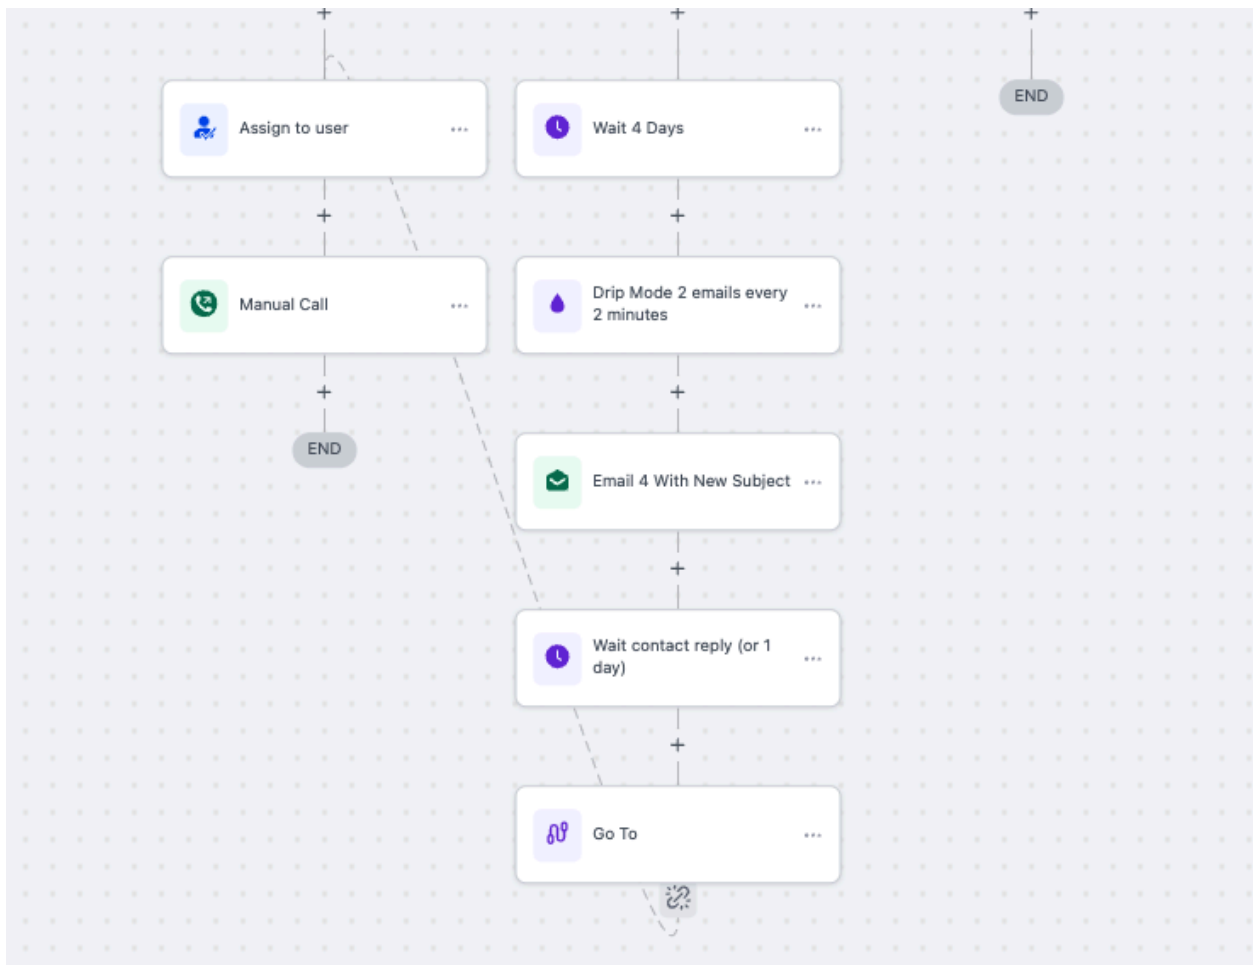 END
Assign to user
Wait 4 Days
Manual Call
Drip Mode 2 emails every
2 minutes
END
Email 4 With New Subject
Wait contact reply (or 1
day)
Go To